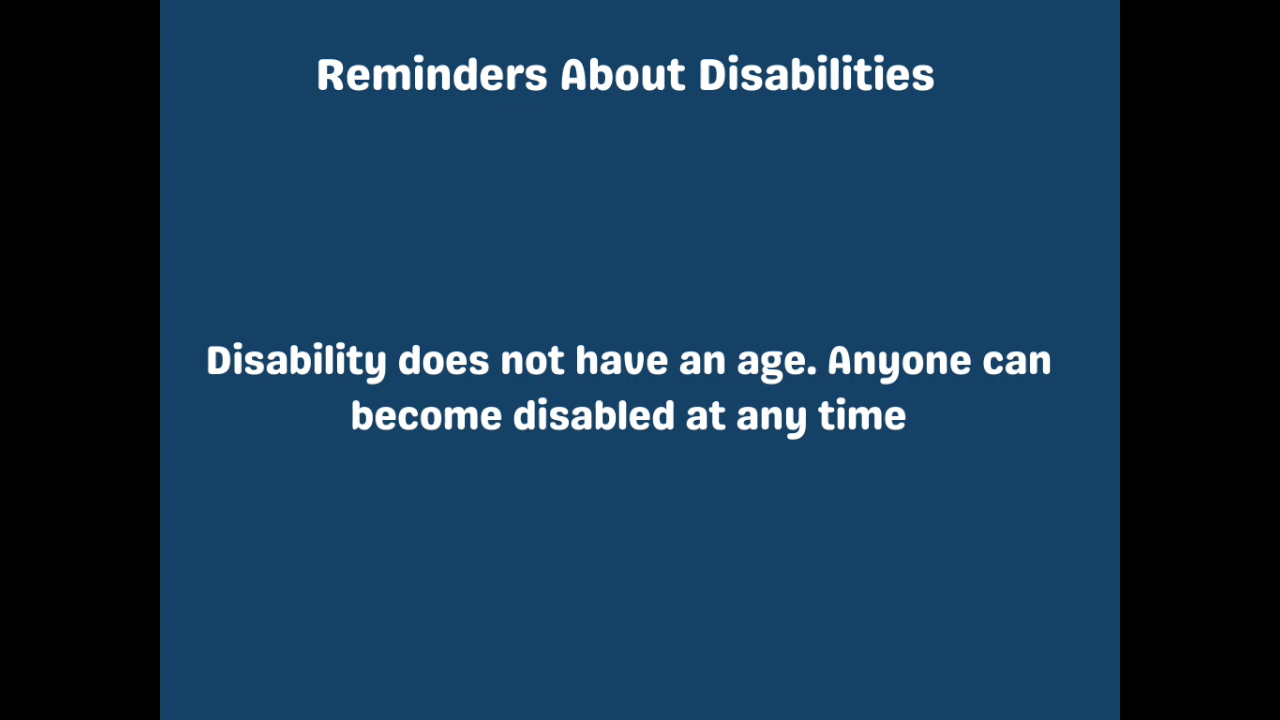 Reminders About Disabilities
Disability does not have an age. Anyone can
become disabled at any time